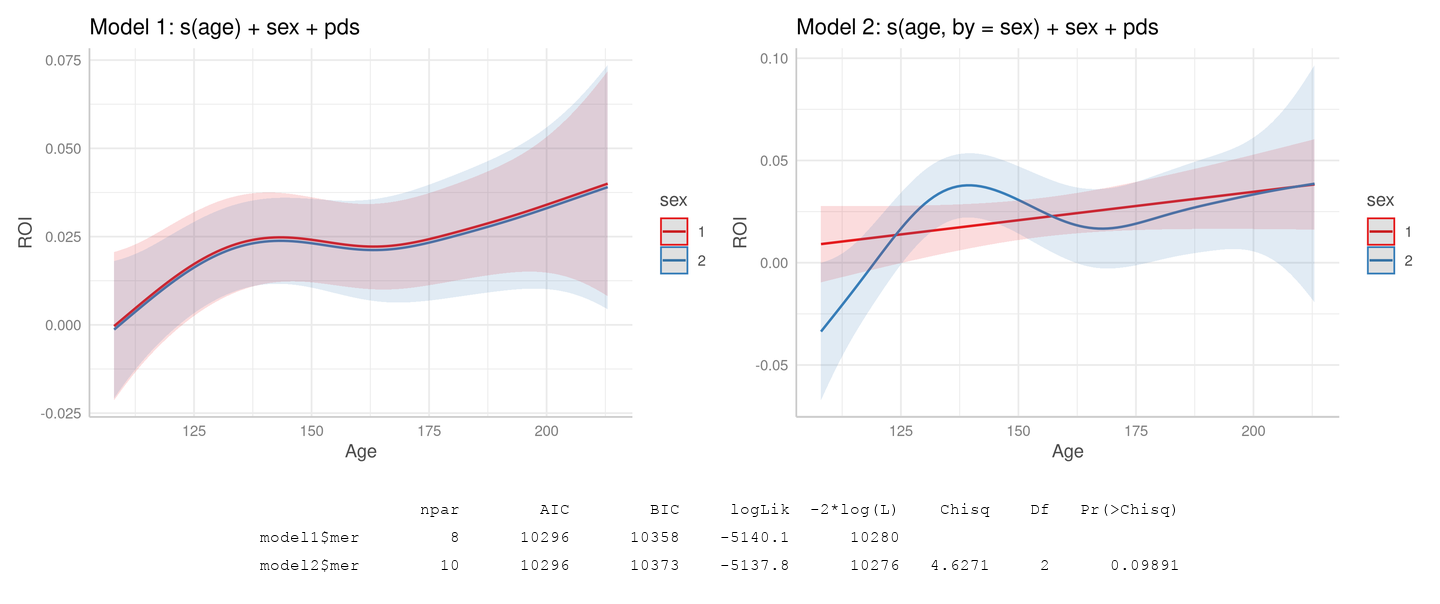 Model 1: s(age) + sex + pds
0.075
0.050
0.025
0.000
-0.025
125 150 175 200
Age
ROI
sex
1
2
Model 2: s(age, by = sex) + sex + pds
0.10
0.05
0.00
-0.05
125 150 175 200
Age
ROI
sex
1
2
npar AIC BIC logLik -2*log(L) Chisq Df Pr(>Chisq)
model1$mer 8 10296 10358 -5140.1 10280
model2$mer 10 10296 10373 -5137.8 10276 4.6271 2 0.09891